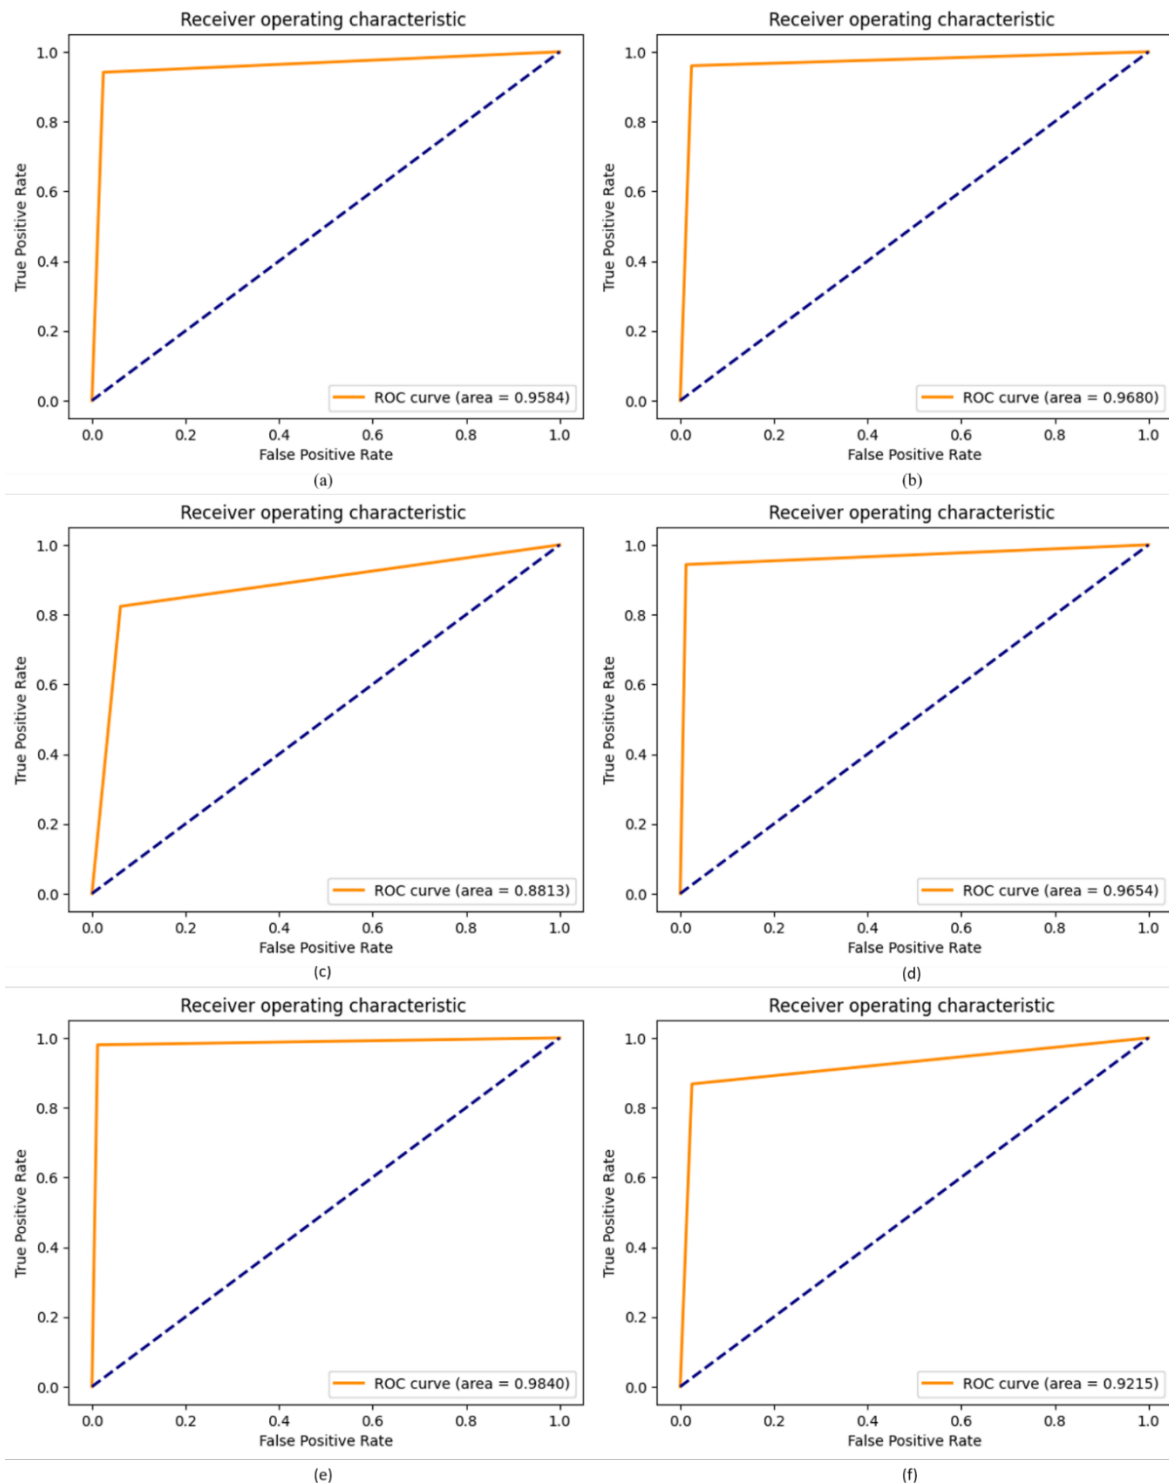 Receiver operating characteristic
1.0
0.8
0.6
0.4
0.2
0.0
True Positive Rate
ROC curve (area = 0.9584)
0.0 0.2 0.4 0.6 0.8 1.0
False Positive Rate
(a)
Receiver operating characteristic
1.0
0.8
0.6
0.4
0.2
0.0
True Positive Rate
ROC curve (area = 0.9680)
0.0 0.2 0.4 0.6 0.8 1.0
False Positive Rate
(b)
Receiver operating characteristic
1.0
0.8
0.6
0.4
0.2
0.0
True Positive Rate
ROC curve (area = 0.8813)
0.0 0.2 0.4 0.6 0.8 1.0
False Positive Rate
(c)
Receiver operating characteristic
1.0
0.8
0.6
0.4
0.2
0.0
True Positive Rate
ROC curve (area = 0.9654)
0.0 0.2 0.4 0.6 0.8 1.0
False Positive Rate
(d)
Receiver operating characteristic
1.0
0.8
0.6
0.4
0.2
0.0
True Positive Rate
ROC curve (area = 0.9840)
0.0 0.2 0.4 0.6 0.8 1.0
False Positive Rate
(e)
Receiver operating characteristic
1.0
0.8
0.6
0.4
0.2
0.0
True Positive Rate
ROC curve (area = 0.9215)
0.0 0.2 0.4 0.6 0.8 1.0
False Positive Rate
(f)